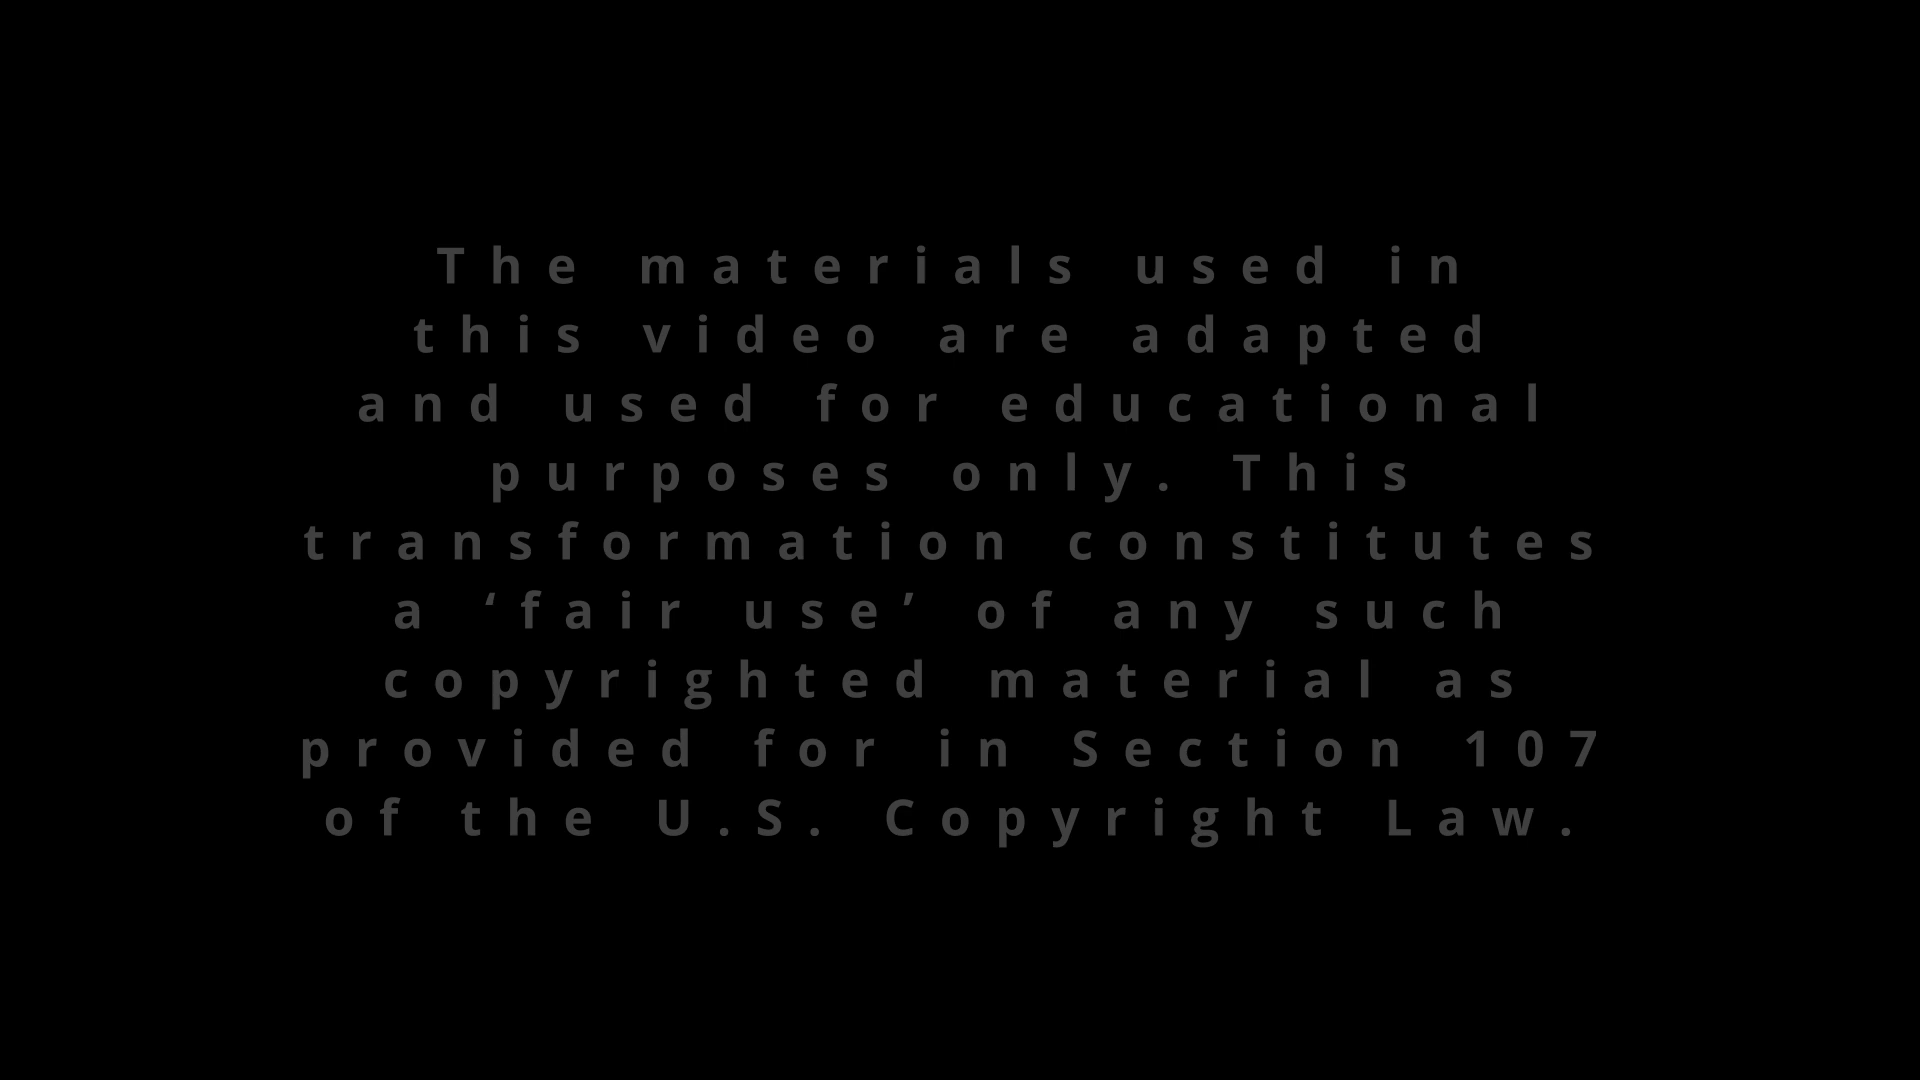 The materials used in
this video are adapted
and used for educational
purposes only. This
transformation constitutes
a ‘fair use’ of any such
copyrighted material as
provided for in Section 107
of the U.S. Copyright Law.